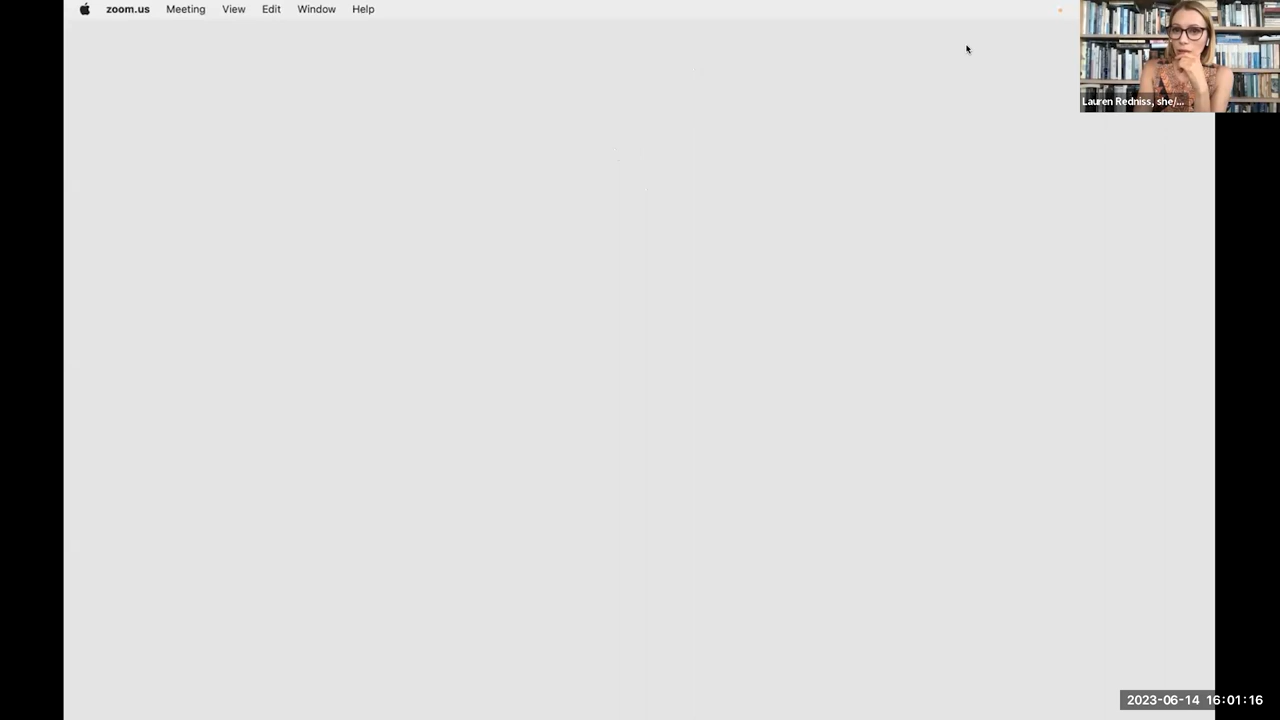 zoom.us Meeting View Edit Window Help
Lauren Redniss, she/...
2023-06-14 16:01:16